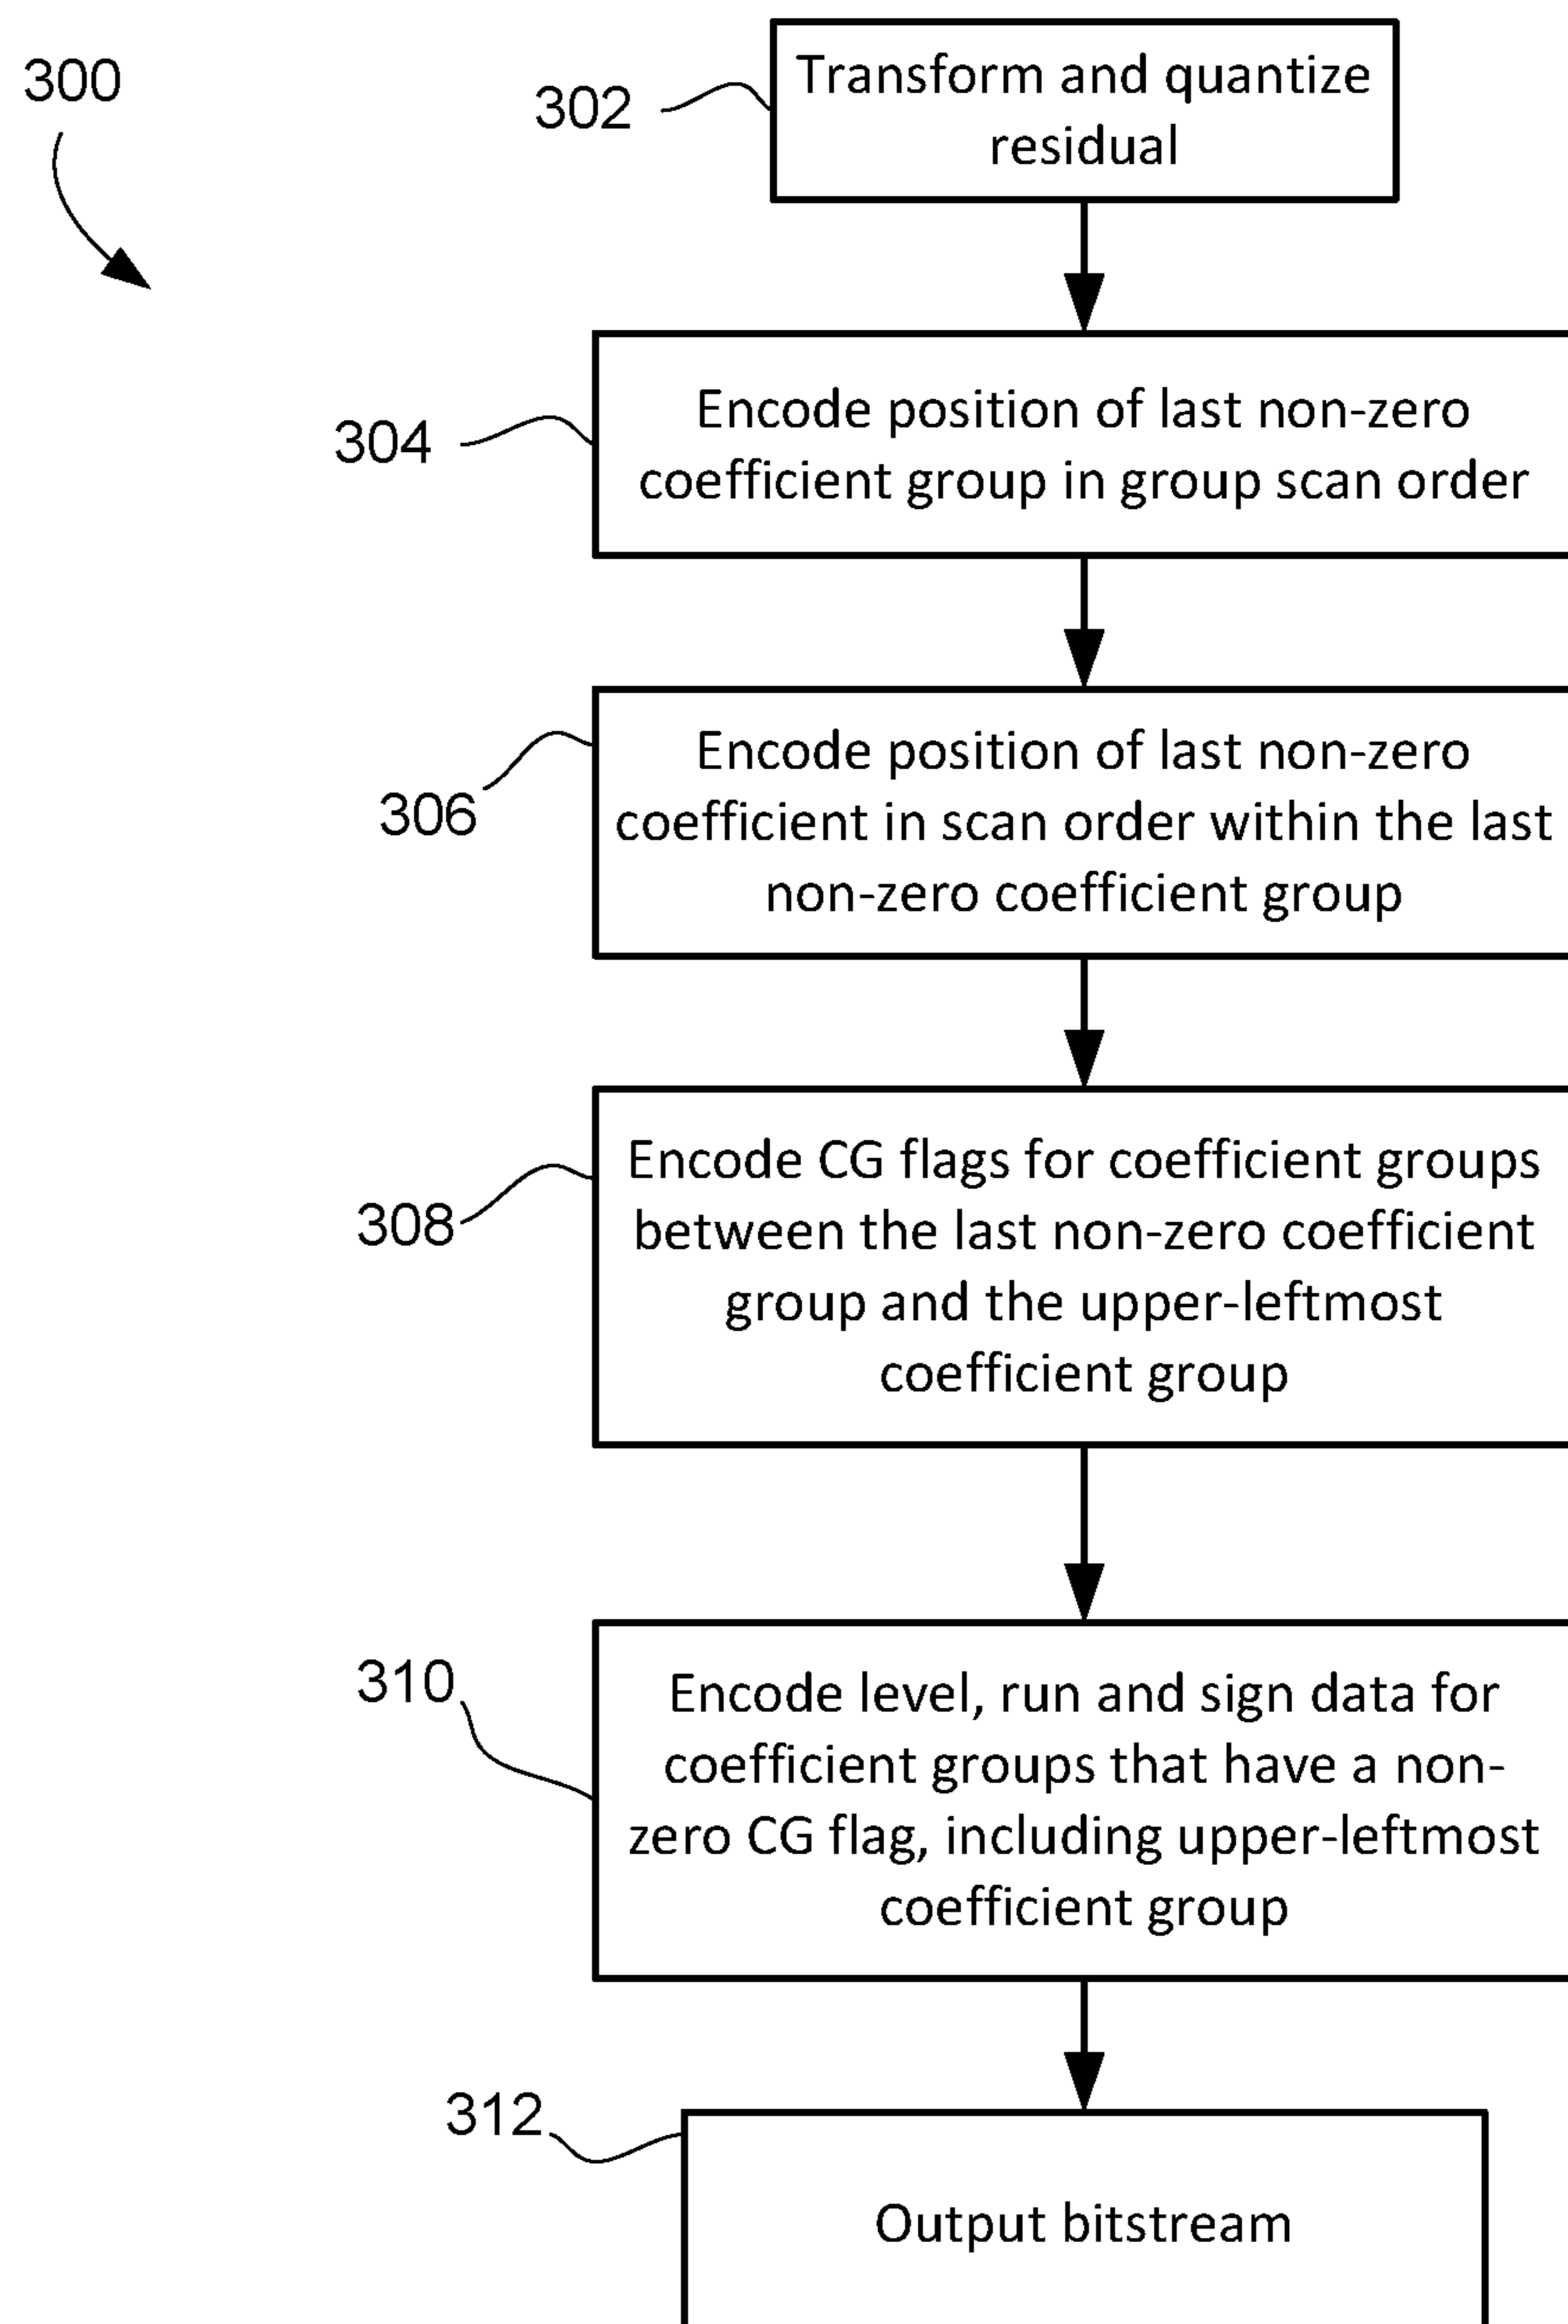 300
302
Transform and quantize
residual
304
Encode position of last non-zero
coefficient group in group scan order
306
Encode position of last non-zero
coefficient in scan order within the last
non-zero coefficient group
308
Encode CG flags for coefficient groups
between the last non-zero coefficient
group and the upper-leftmost
coefficient group
310
Encode level, run and sign data for
coefficient groups that have a non-
zero CG flag, including upper-leftmost
coefficient group
312
Output bitstream